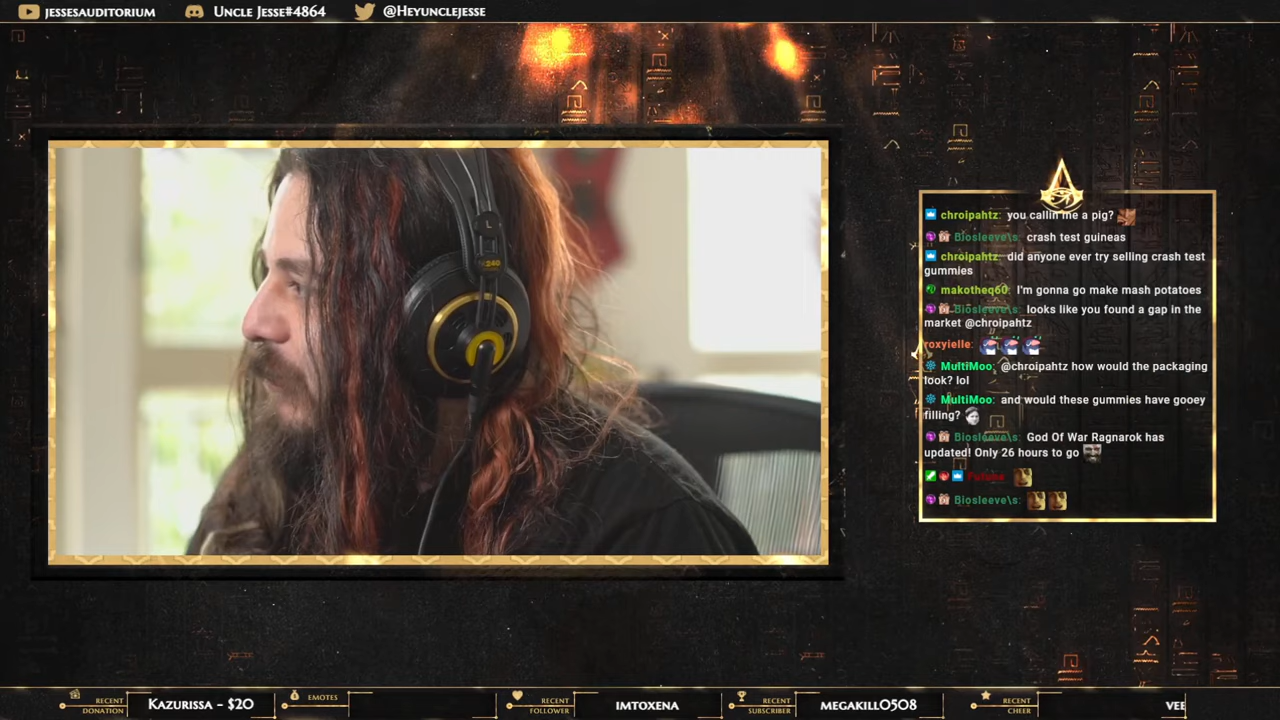 JESSESAUDITORIUM
UNCLE JESSE#4864
@HEYUNCLEJESSE
L
240
chroipahtz: you callin me a pig?
Biosleeve\s: crash test guineas
chroipahtz: did anyone ever try selling crash test
gummies
makotheq60: I'm gonna go make mash potatoes
Biosleeve\s: looks like you found a gap in the
market @chroipahtz
roxyielle:
MultiMoo: @chroipahtz how would the packaging
look? lol
MultiMoo: and would these gummies have gooey
filling?
Biosleeve\s: God Of War Ragnarok has
updated! Only 26 hours to go
Biosleeve\s:
RECENT
DONATION
KAZURISSA - $20
EMOTES
RECENT
FOLLOWER
IMTOXENA
RECENT
SUBSCRIBER
MEGAKILLO508
RECENT
CHEER